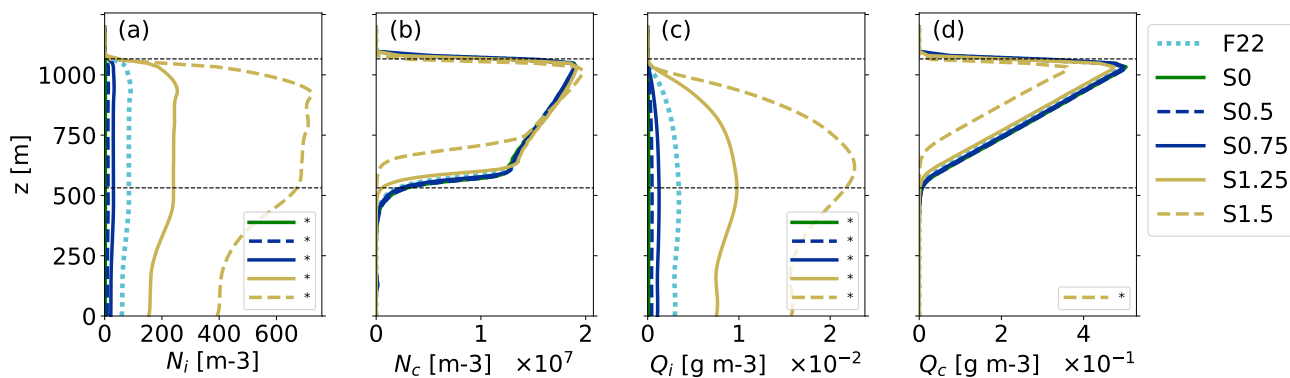 (a)
(b)
(c)
(d)
z [m]
1000
750
500
250
0
*
*
*
*
*
0 200 400 600
N_i [m-3]
0 1 2
N_c [m-3] ×10^7
*
*
*
*
*
0 1 2
Q_i [g m-3] ×10^-2
*
0 2 4
Q_c [g m-3] ×10^-1
F22
S0
S0.5
S0.75
S1.25
S1.5